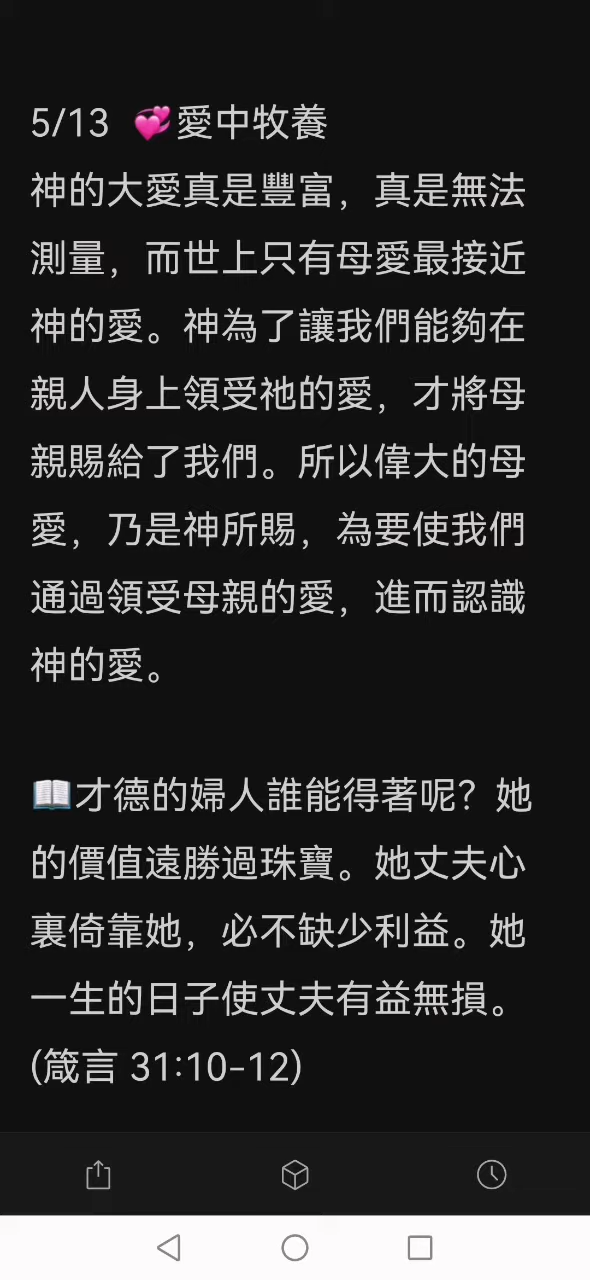 5/13 💞愛中牧養
神的大愛真是豐富，真是無法
測量，而世上只有母愛最接近
神的愛。神為了讓我們能夠在
親人身上領受祂的愛，才將母
親賜給了我們。所以偉大的母
愛，乃是神所賜，為要使我們
通過領受母親的愛，進而認識
神的愛。
📖才德的婦人誰能得著呢？她
的價值遠勝過珠寶。她丈夫心
裏倚靠她，必不缺少利益。她
一生的日子使丈夫有益無損。
(箴言 31:10-12)